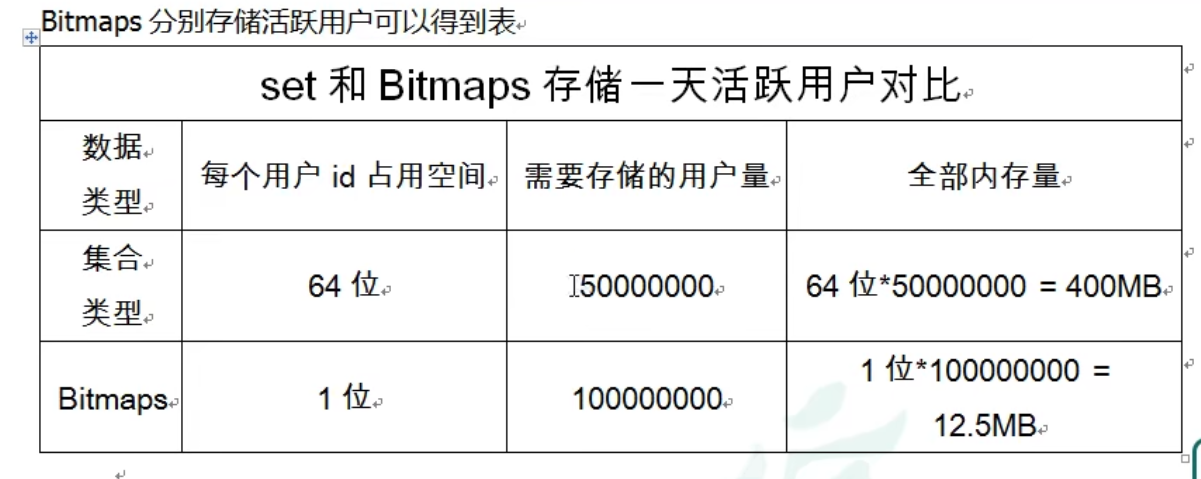 Bitmaps 分别存储活跃用户可以得到表
set 和 Bitmaps 存储一天活跃用户对比
数据
类型
每个用户 id 占用空间
需要存储的用户量
全部内存量
集合
类型
64 位
50000000
64 位*50000000 = 400MB
Bitmaps
1 位
100000000
1 位*100000000 =
12.5MB